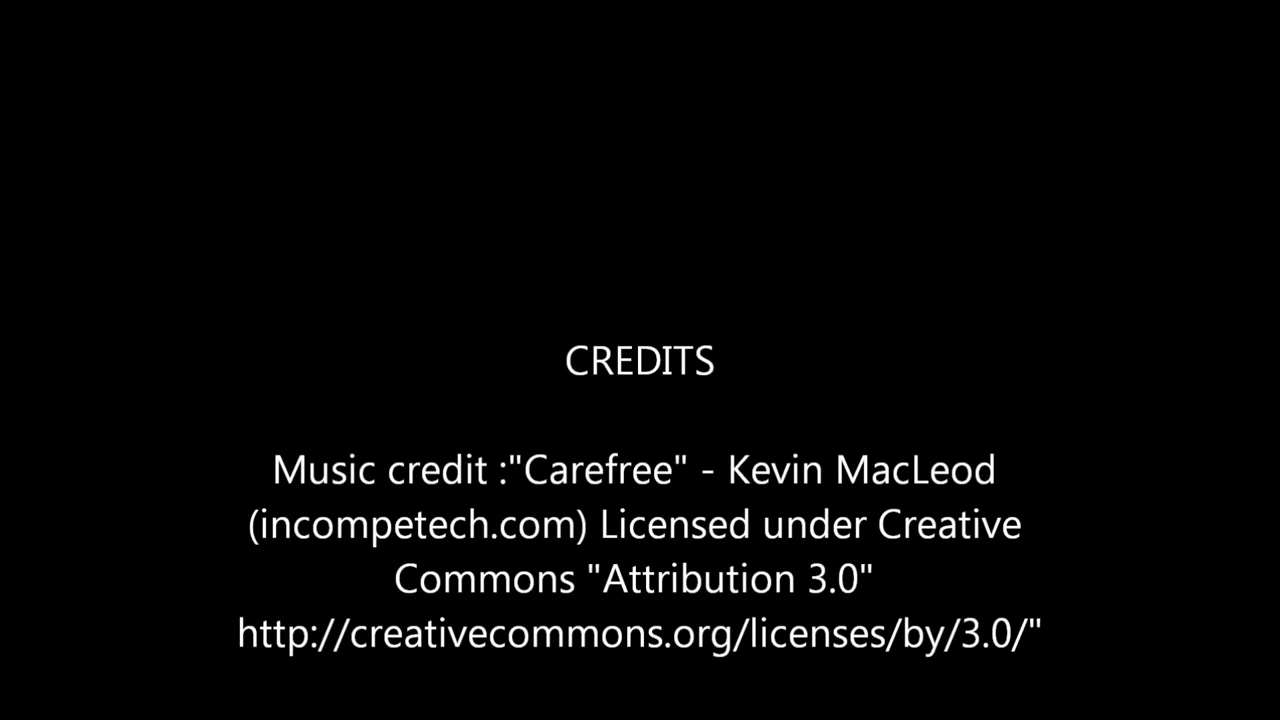 CREDITS
Music credit :"Carefree" - Kevin MacLeod
(incompetech.com) Licensed under Creative
Commons "Attribution 3.0"
http://creativecommons.org/licenses/by/3.0/"